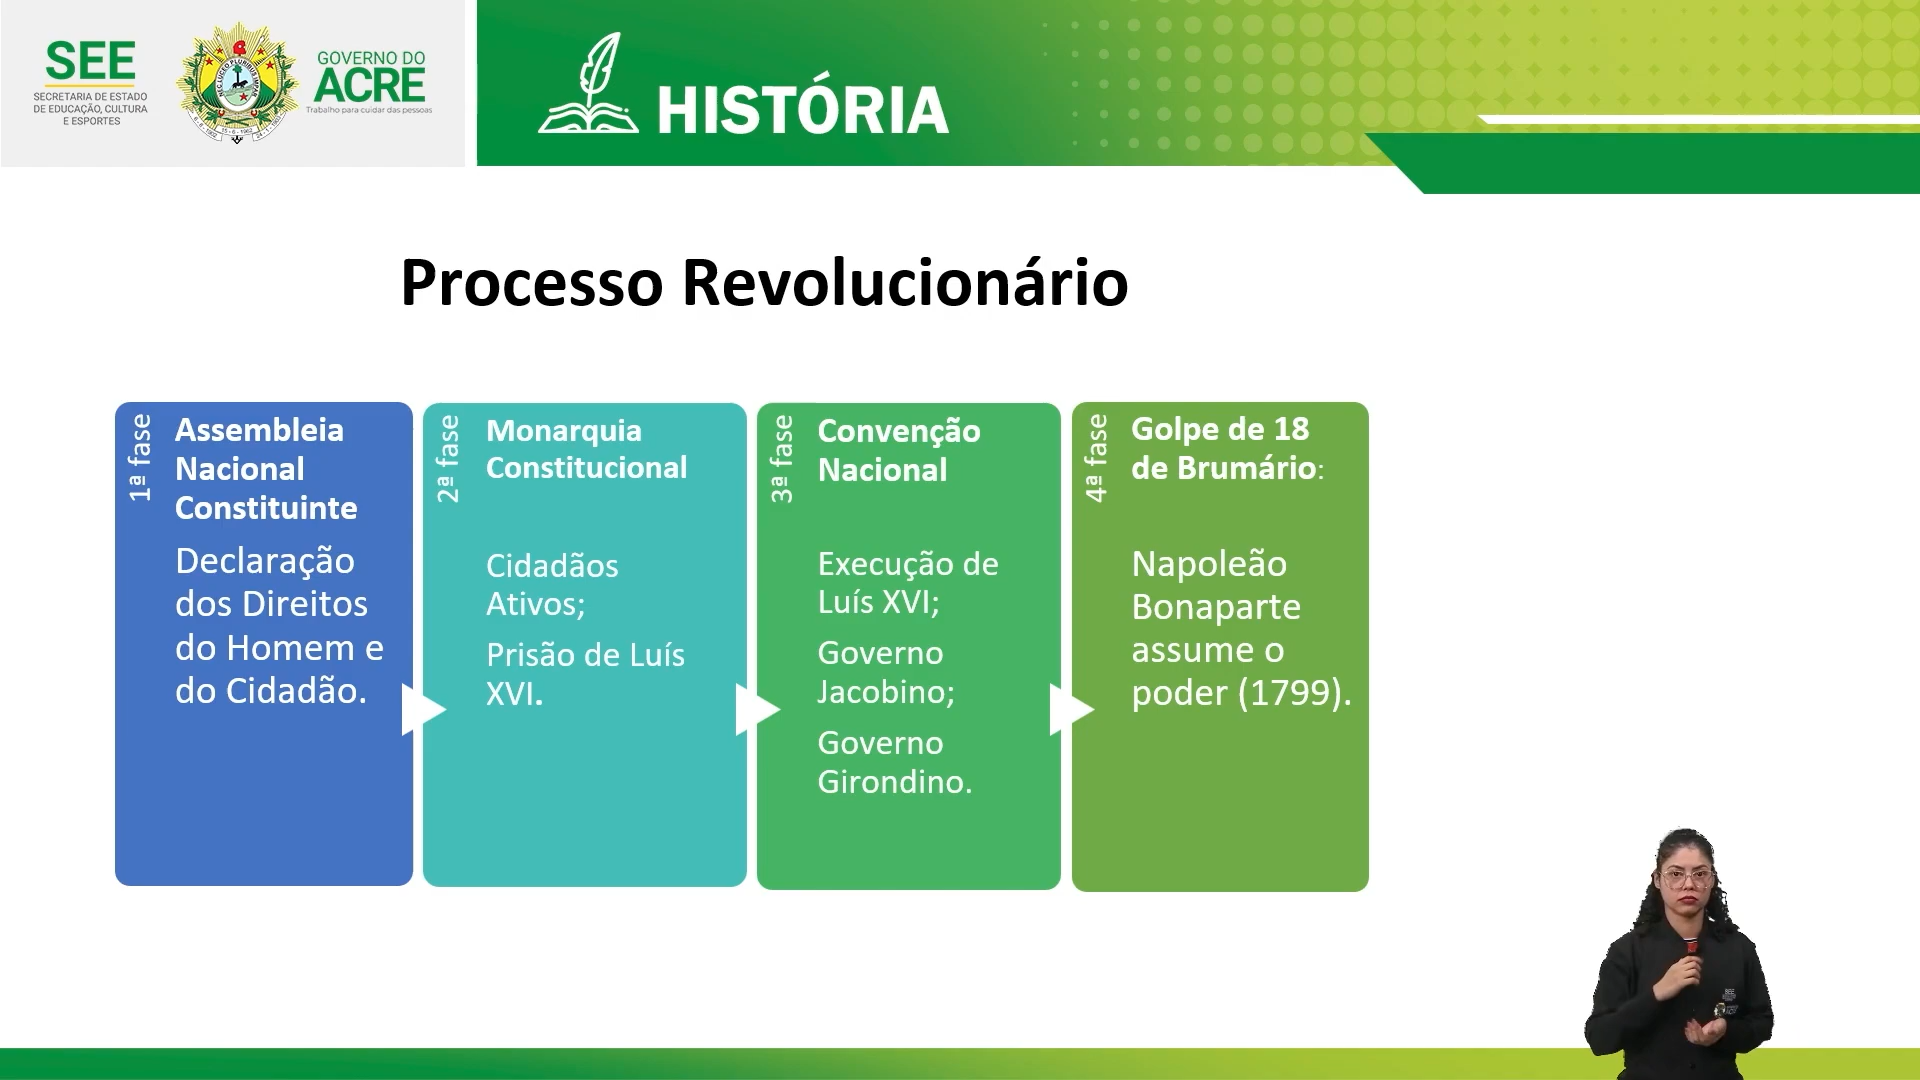 SEE
SECRETARIA DE ESTADO
DE EDUCAÇÃO, CULTURA
E ESPORTES
GOVERNO DO
ACRE
Trabalho para cuidar das pessoas
HISTÓRIA
Processo Revolucionário
1ª fase
Assembleia
Nacional
Constituinte
Declaração
dos Direitos
do Homem e
do Cidadão.
2ª fase
Monarquia
Constitucional
Cidadãos
Ativos;
Prisão de Luís
XVI.
3ª fase
Convenção
Nacional
Execução de
Luís XVI;
Governo
Jacobino;
Governo
Girondino.
4ª fase
Golpe de 18
de Brumário:
Napoleão
Bonaparte
assume o
poder (1799).